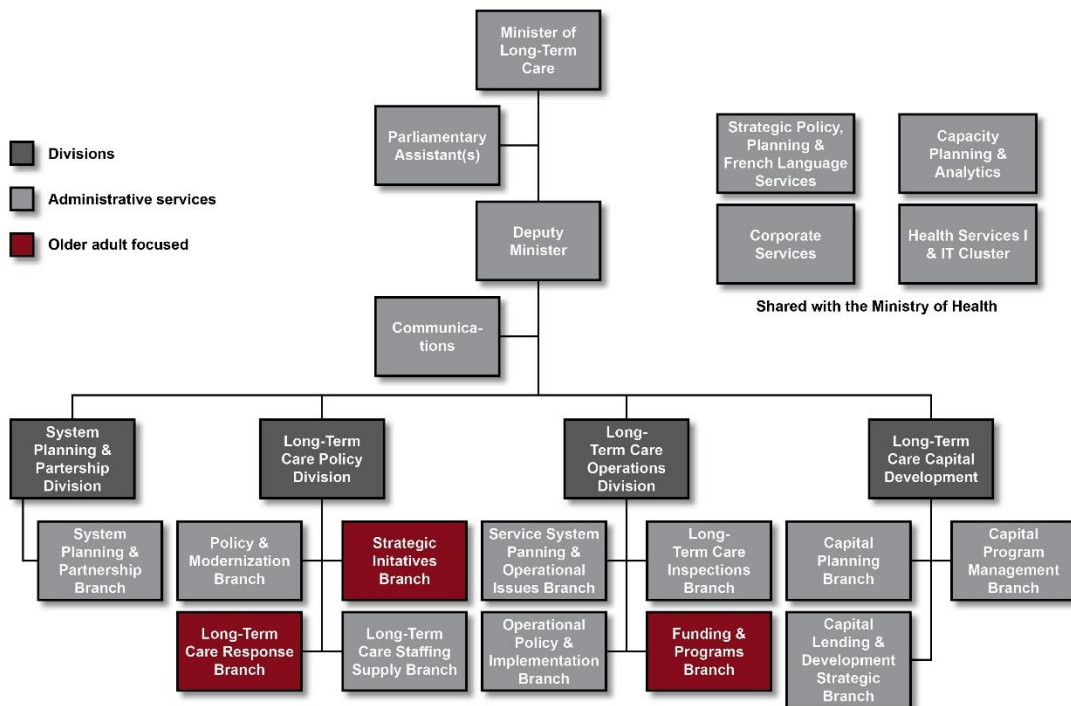 Minister of
Long-Term
Care
Parliamentary
Assistant(s)
Divisions
Administrative services
Older adult focused
Strategic Policy,
Planning &
French Language
Services
Capacity
Planning &
Analytics
Deputy
Minister
Corporate
Services
Health Services I
& IT Cluster
Shared with the Ministry of Health
Communica-
tions
System
Planning &
Partership
Division
Long-Term
Care Policy
Division
Long-
Term Care
Operations
Division
Long-Term
Care Capital
Development
System
Planning &
Partnership
Branch
Policy &
Modernization
Branch
Strategic
Initatives
Branch
Service System
Panning &
Operational
Issues Branch
Long-
Term Care
Inspections
Branch
Capital
Planning
Branch
Capital
Program
Management
Branch
Long-Term
Care Response
Branch
Long-Term
Care Staffing
Supply Branch
Operational
Policy &
Implementation
Branch
Funding &
Programs
Branch
Capital
Lending &
Development
Strategic
Branch